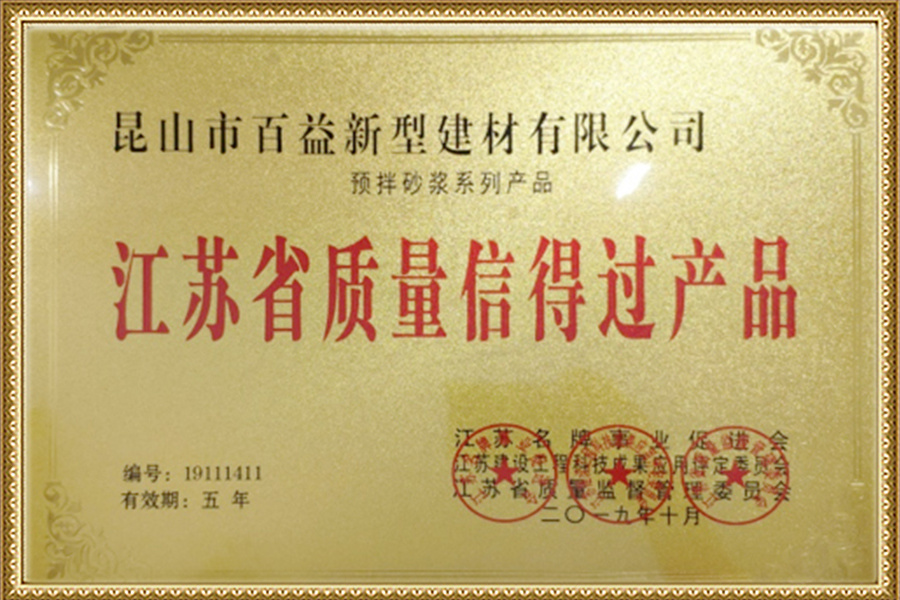 昆山市百益新型建材有限公司
预拌砂浆系列产品
江苏省质量信得过产品
编号：19111411
有效期：五 年
江苏名牌事业促进会
江苏建设工程科技成果应用评定委员会
江苏省质量监督管理委员会
二〇一九年十月